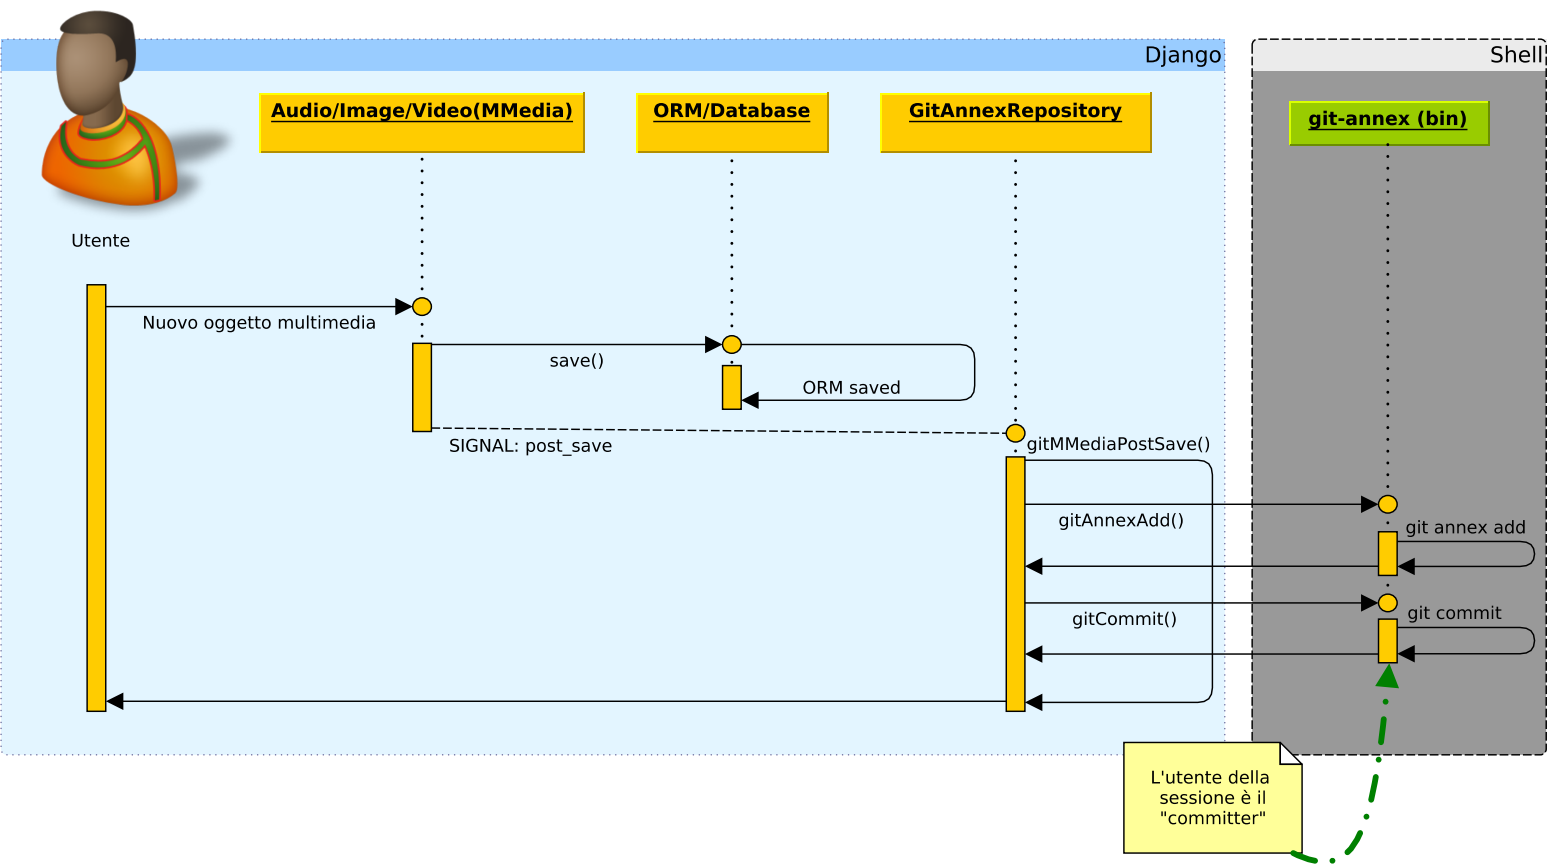 Django
Shell
Audio/Image/Video(MMedia)
ORM/Database
GitAnnexRepository
git-annex (bin)
Utente
Nuovo oggetto multimedia
save()
ORM saved
SIGNAL: post_save
gitMMediaPostSave()
gitAnnexAdd()
git annex add
gitCommit()
git commit
L'utente della
sessione è il
"committer"